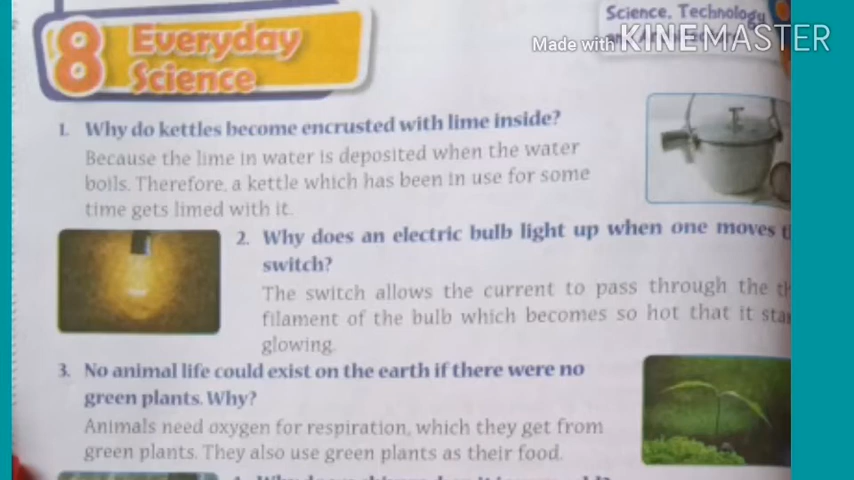 8 Everyday
Science
Science, Technology
Made with KINEMASTER
1. Why do kettles become encrusted with lime inside?
Because the lime in water is deposited when the water
boils. Therefore, a kettle which has been in use for some
time gets limed with it.
2. Why does an electric bulb light up when one moves
switch?
The switch allows the current to pass through the
filament of the bulb which becomes so hot that it
glowing.
3. No animal life could exist on the earth if there were no
green plants. Why?
Animals need oxygen for respiration, which they get from
green plants. They also use green plants as their food.